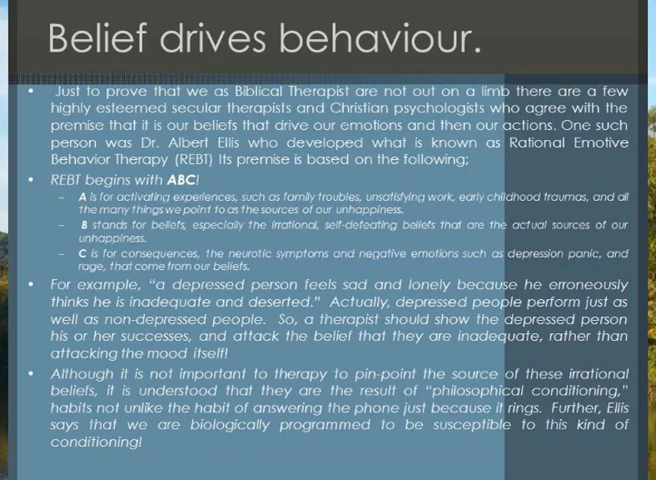 Belief drives behaviour.
• Just to prove that we as Biblical Therapist are not out on a limb there are a few
highly esteemed secular therapists and Christian psychologists who agree with the
premise that it is our beliefs that drive our emotions and then our actions. One such
person was Dr. Albert Ellis who developed what is known as Rational Emotive
Behavior Therapy (REBT) Its premise is based on the following;
• REBT begins with ABC!
– A is for activating experiences, such as family troubles, unsatisfying work, early childhood traumas, and all
the many things we point to as the sources of our unhappiness.
– B stands for beliefs, especially the irrational, self-defeating beliefs that are the actual sources of our
unhappiness.
– C is for consequences, the neurotic symptoms and negative emotions such as depression panic, and
rage, that come from our beliefs.
• For example, “a depressed person feels sad and lonely because he erroneously
thinks he is inadequate and deserted.” Actually, depressed people perform just as
well as non-depressed people. So, a therapist should show the depressed person
his or her successes, and attack the belief that they are inadequate, rather than
attacking the mood itself!
• Although it is not important to therapy to pin-point the source of these irrational
beliefs, it is understood that they are the result of “philosophical conditioning,”
habits not unlike the habit of answering the phone just because it rings. Further, Ellis
says that we are biologically programmed to be susceptible to this kind of
conditioning!